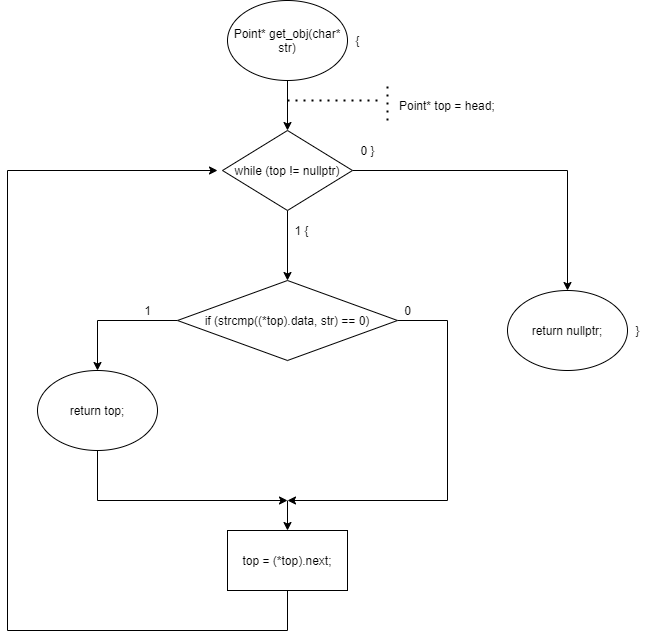 Point* get_obj(char*
str)
{
Point* top = head;
0 }
while (top != nullptr)
1 {
1
0
if (strcmp((*top).data, str) == 0)
return nullptr;
}
return top;
top = (*top).next;